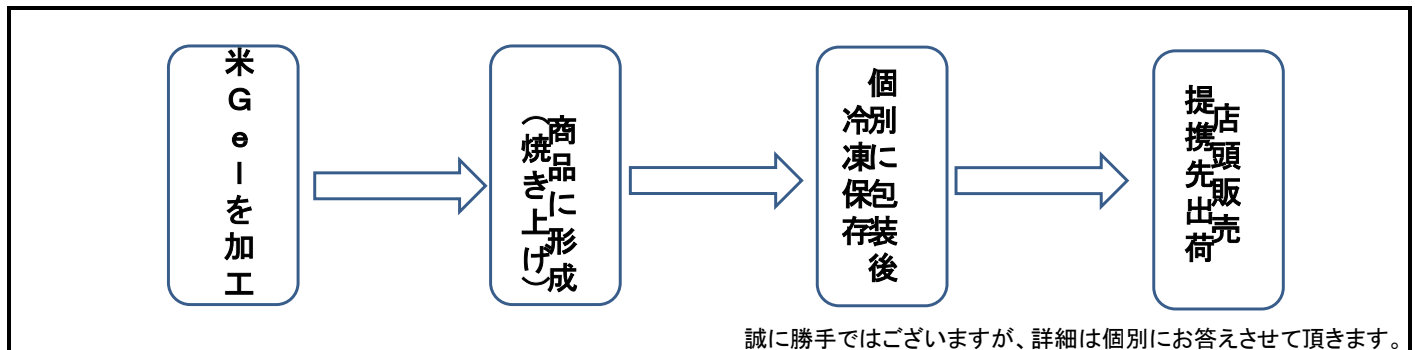 米Gelを加工
商品に形成
（焼き上げ）
個別に包装後
冷凍保存
店頭販売
提携先出荷
誠に勝手ではございますが、詳細は個別にお答えさせて頂きます。